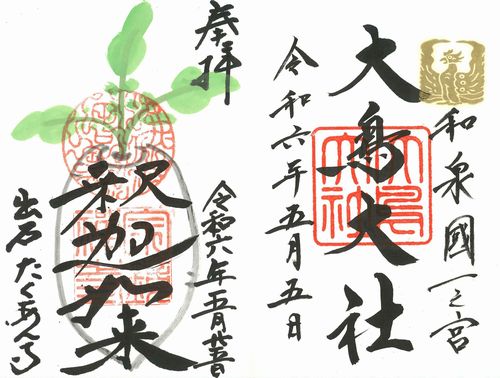 和泉國一之宮
大鳥大社
令和六年五月五日
大鳥大社
奉拝
令和六年五月廿五日
釈迦如来
出石たくあん寺